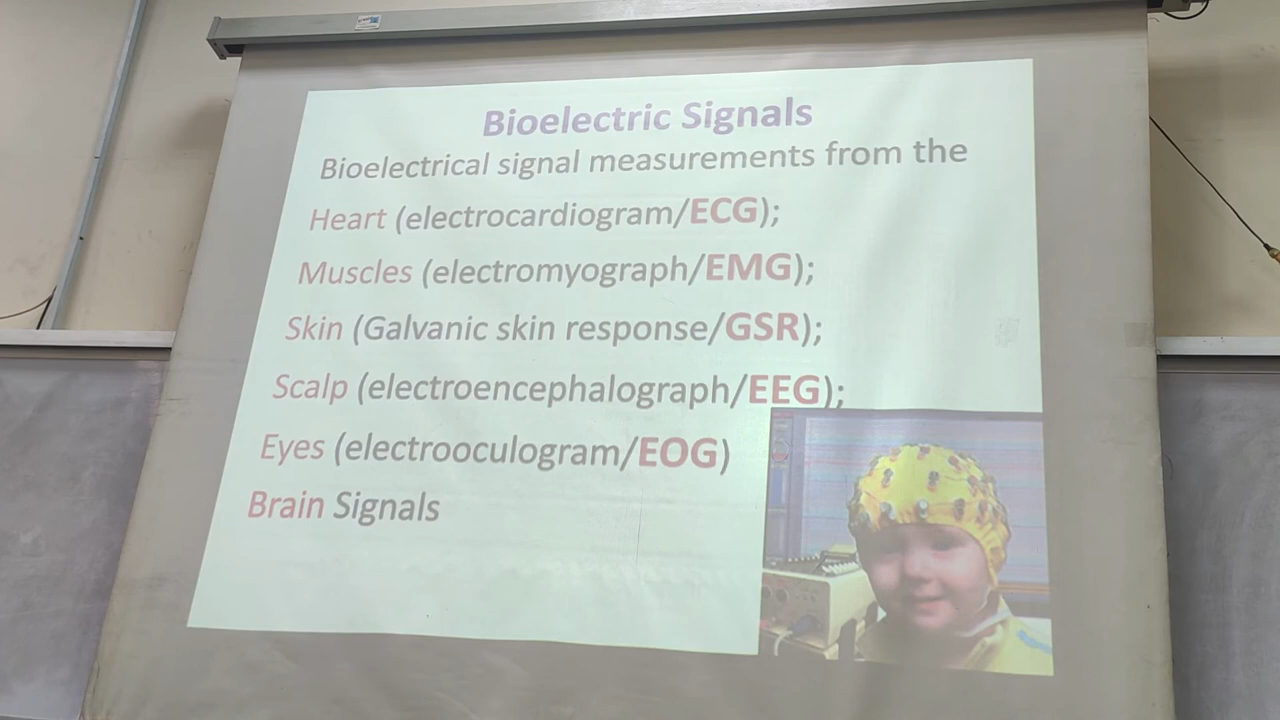 Bioelectric Signals
Bioelectrical signal measurements from the
Heart (electrocardiogram/ECG);
Muscles (electromyograph/EMG);
Skin (Galvanic skin response/GSR);
Scalp (electroencephalograph/EEG);
Eyes (electrooculogram/EOG)
Brain Signals